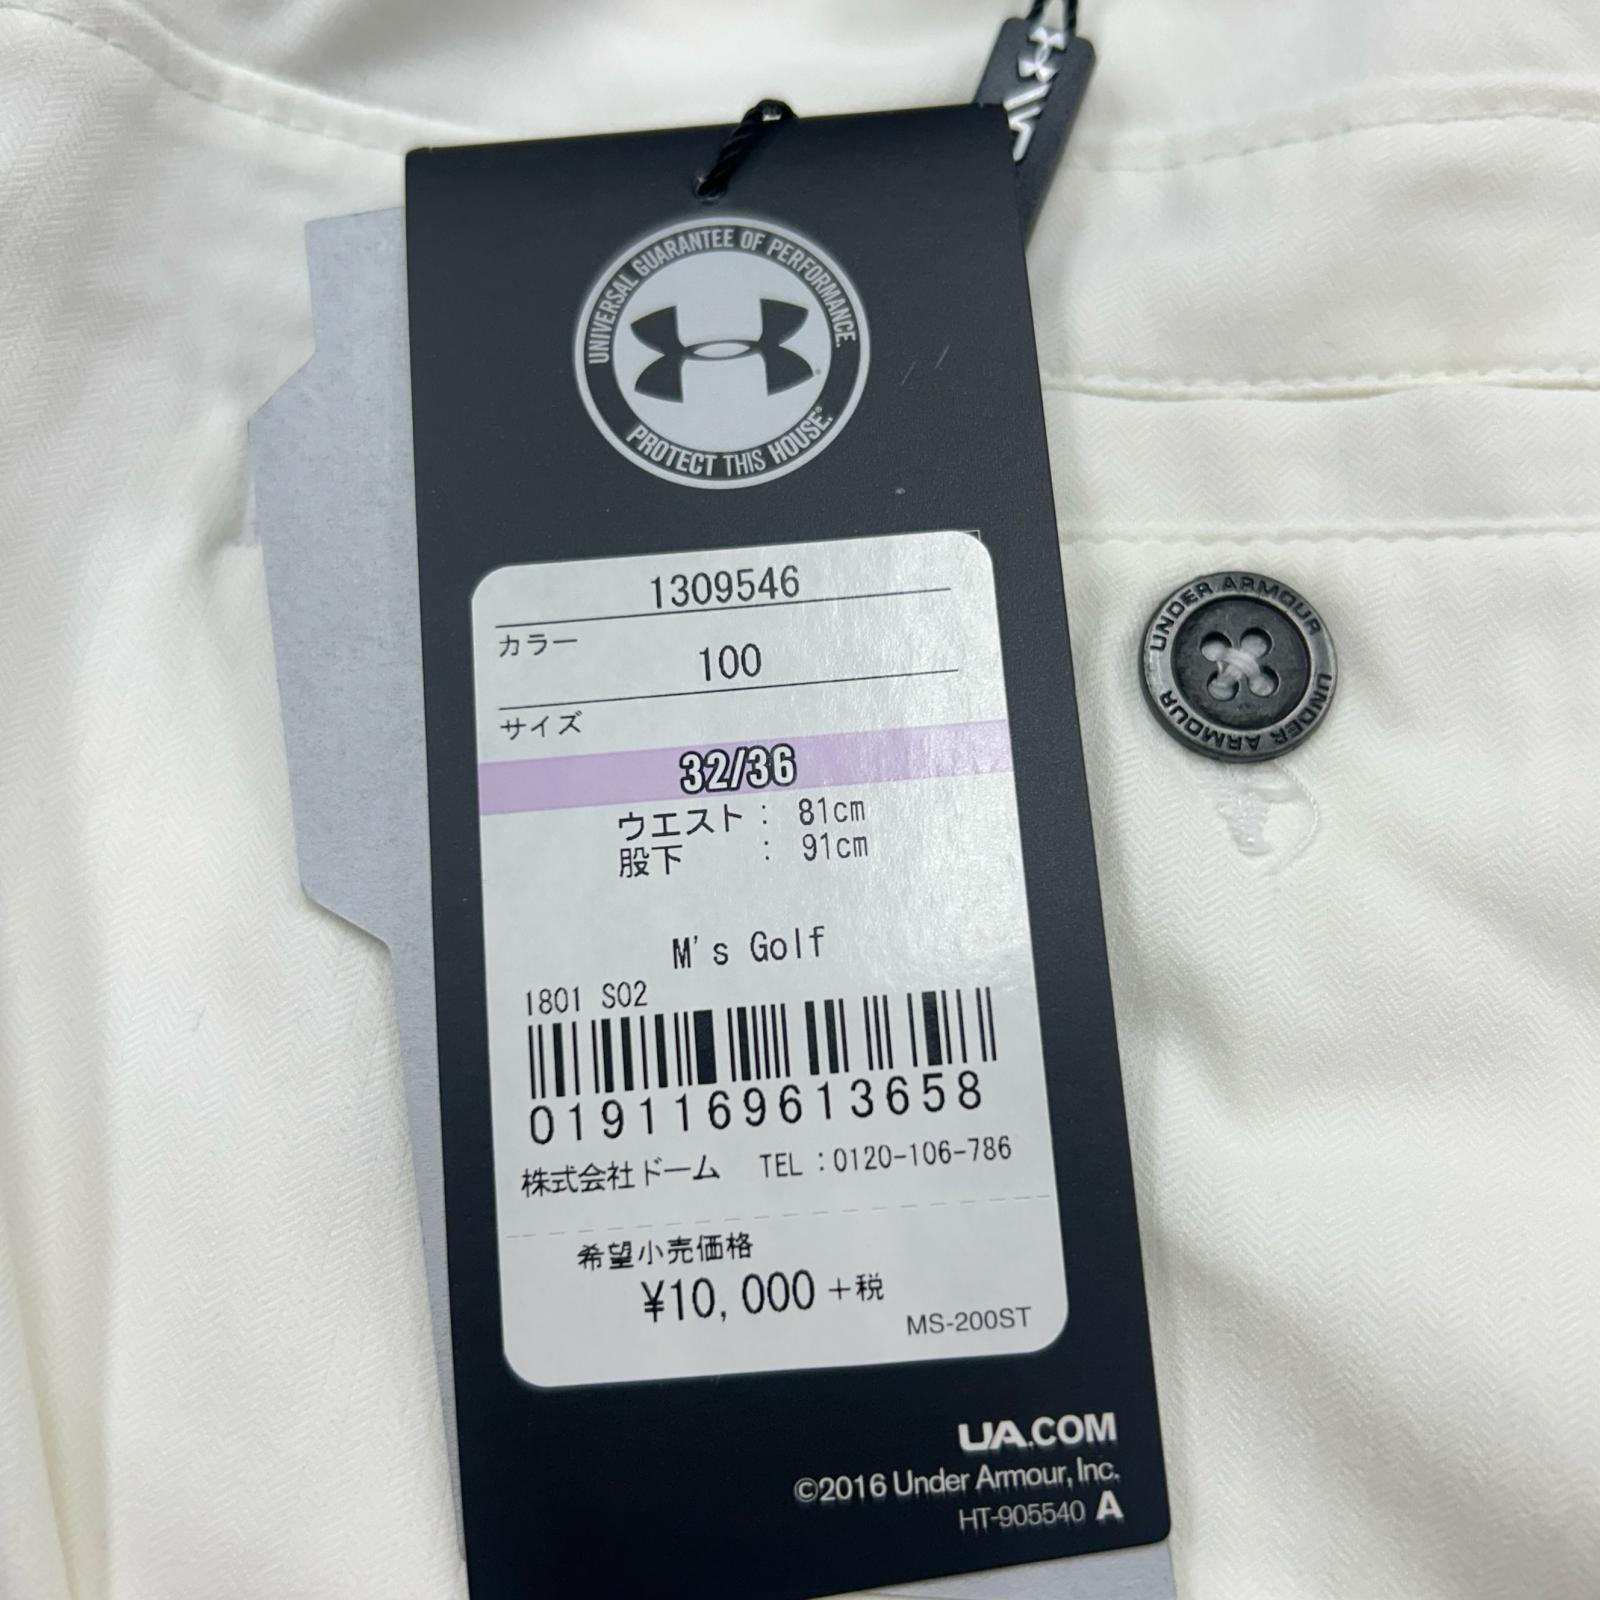 UNIVERSAL GUARANTEE OF PERFORMANCE.
PROTECT THIS HOUSE.®
1309546
カラー
100
サイズ
32/36
ウエスト : 81cm
股下 : 91cm
M's Golf
1801 S02
0191169613658
株式会社ドーム TEL:0120-106-786
希望小売価格
¥10,000+税
MS-200ST
UA.COM
©2016 Under Armour, Inc.
HT-905540 A
UNDER ARMOUR
UNDER ARMOUR